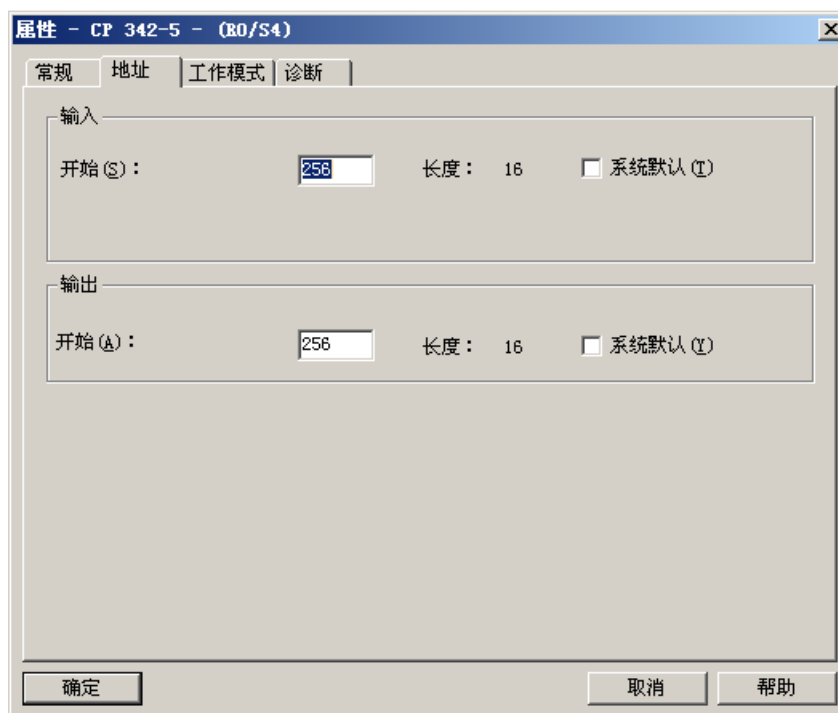 属性 - CP 342-5 - (R0/S4)
常规 地址 工作模式 诊断
输入
开始(S)： 256 长度： 16 系统默认(T)
输出
开始(A)： 256 长度： 16 系统默认(Y)
确定 取消 帮助